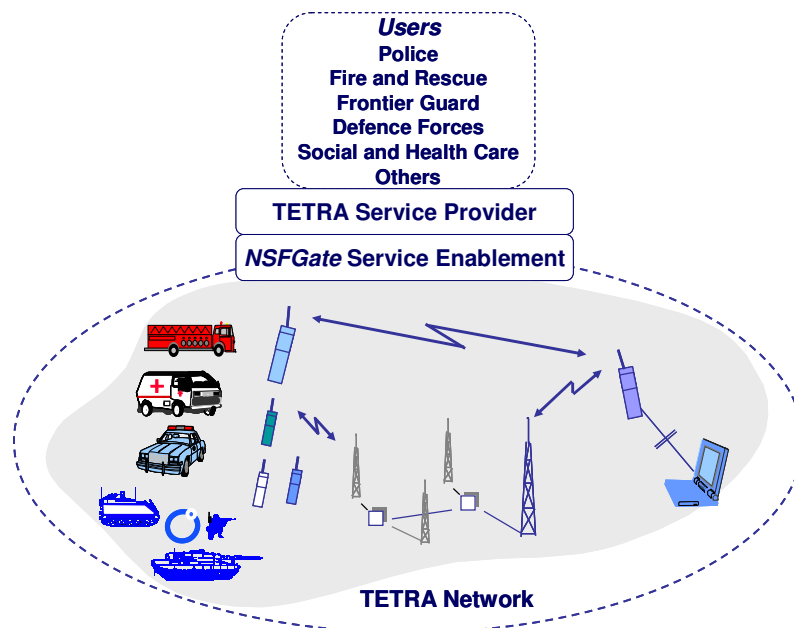 Users
Police
Fire and Rescue
Frontier Guard
Defence Forces
Social and Health Care
Others
TETRA Service Provider
NSFGate Service Enablement
TETRA Network